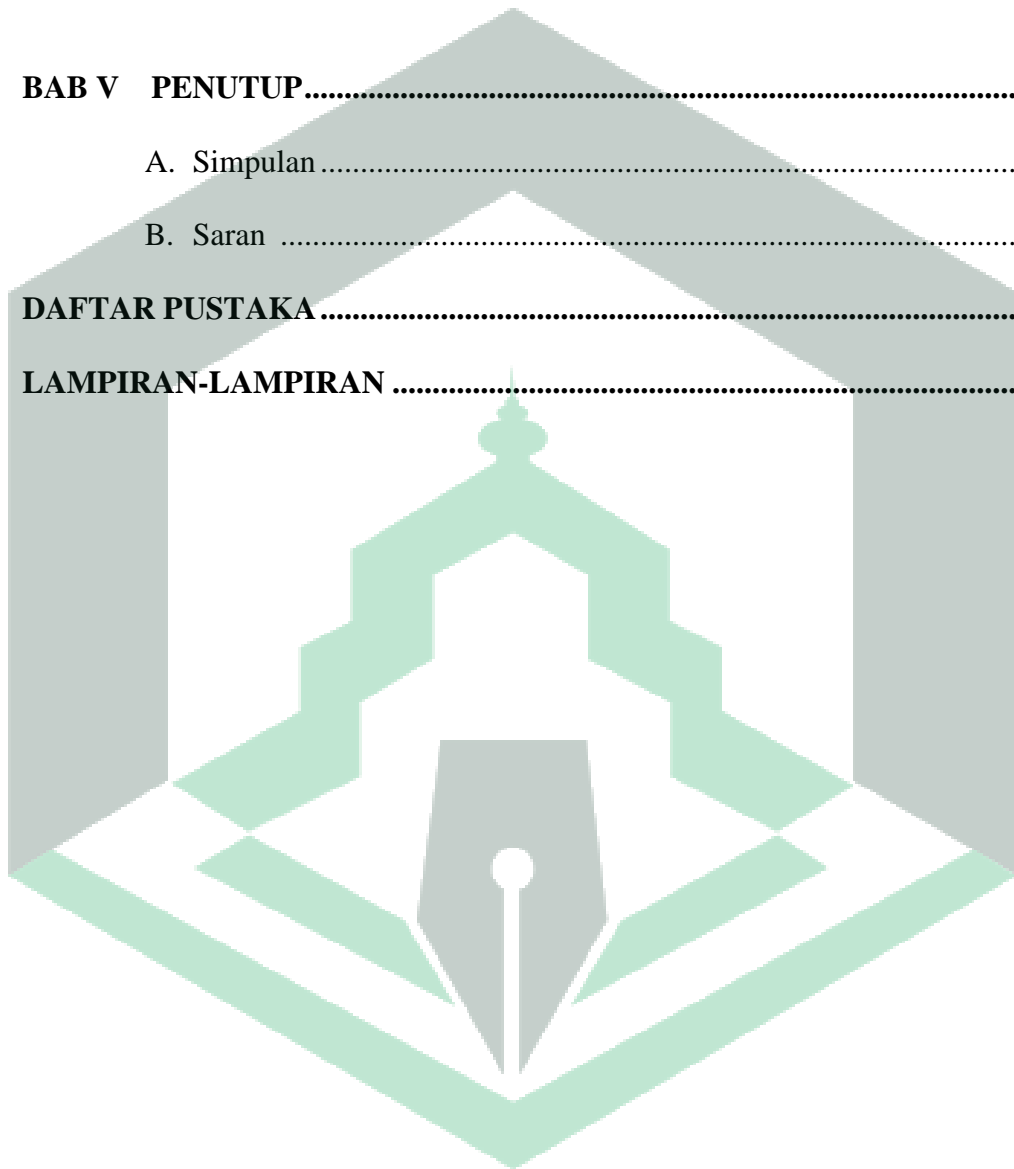 BAB V PENUTUP................................................................................................
A. Simpulan................................................................................................
B. Saran ................................................................................................
DAFTAR PUSTAKA................................................................................................
LAMPIRAN-LAMPIRAN................................................................................................